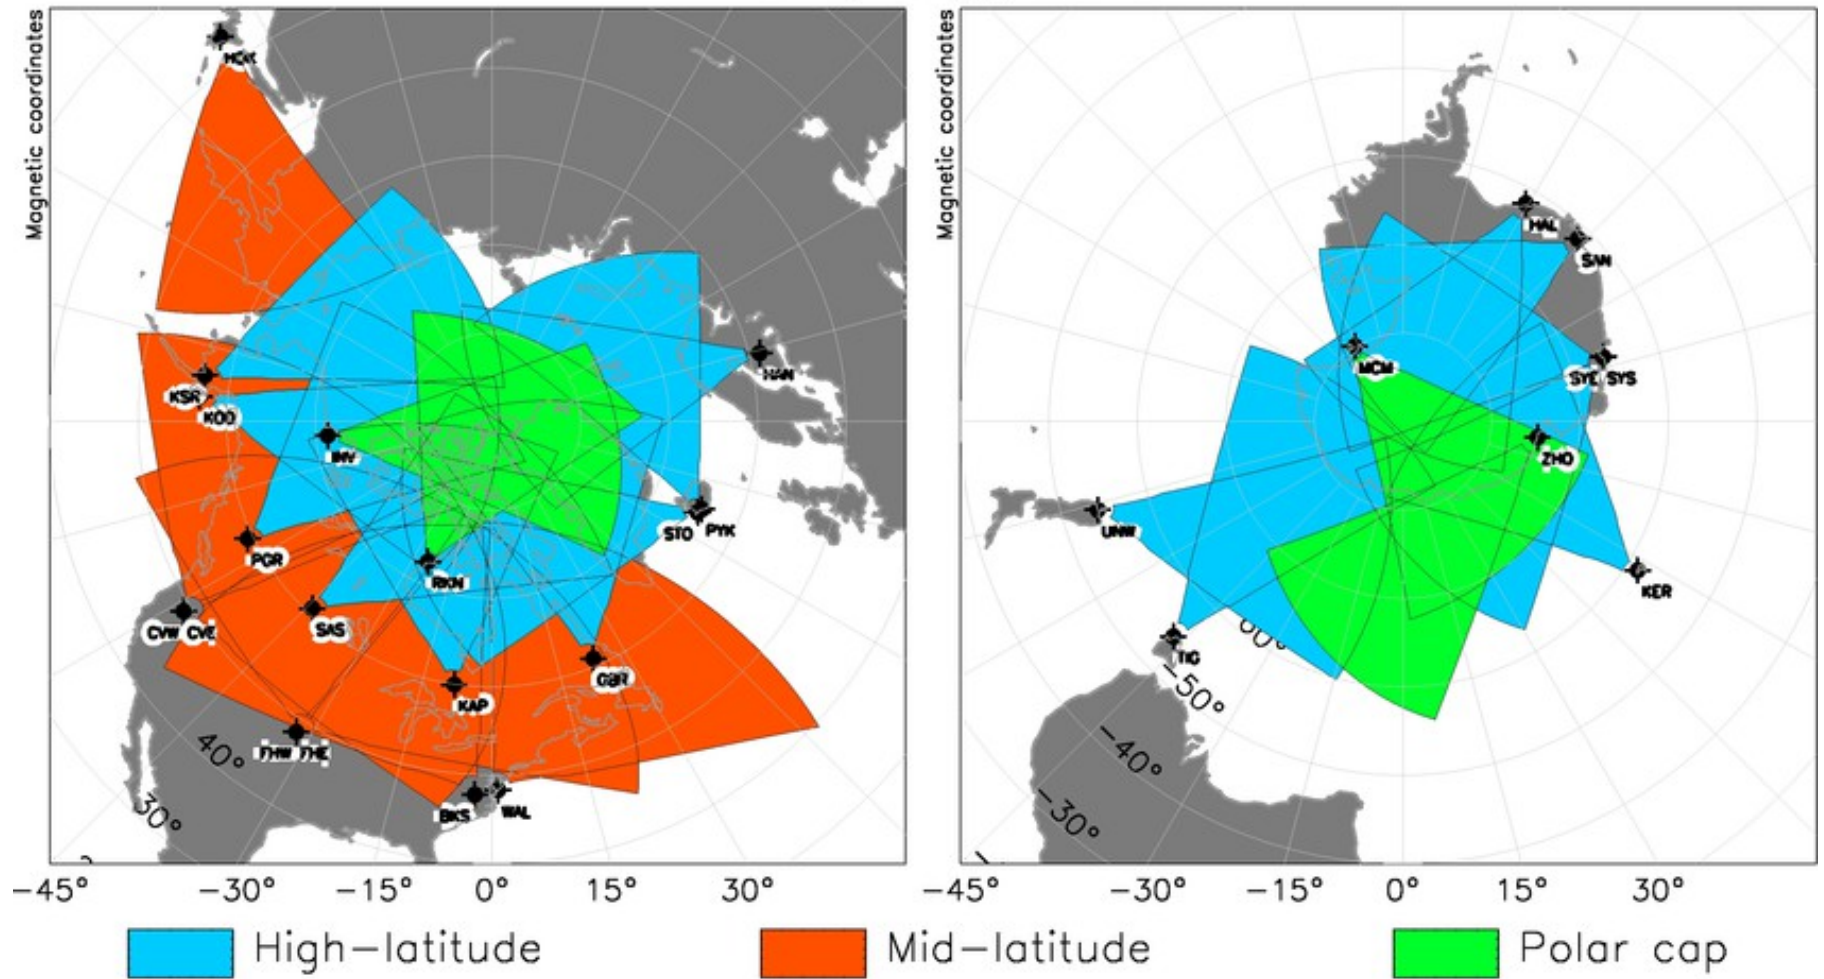 Magnetic coordinates
HOK
KSR
KOD
INV
HAN
STO PYK
PGR
RKN
CVW CVE
SAS
GBR
KAP
FHW FHE
BKS WAL
40°
30°
-45° -30° -15° 0° 15° 30°
Magnetic coordinates
HAL
SAN
SYE SYS
MCM
ZHO
UNW
KER
TIG
-50°
-40°
-30°
-45° -30° -15° 0° 15° 30°
High-latitude
Mid-latitude
Polar cap